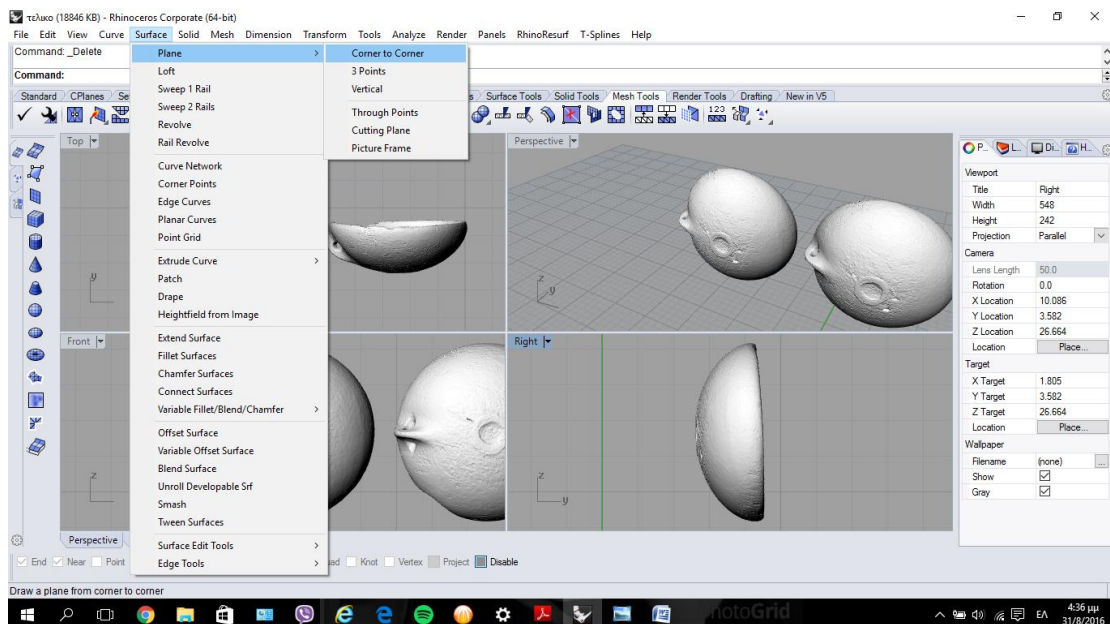 τελικο (18846 KB) - Rhinoceros Corporate (64-bit)
File Edit View Curve Surface Solid Mesh Dimension Transform Tools Analyze Render Panels RhinoResurf T-Splines Help
Command: _Delete
Command:
Standard CPlanes Se
Surface Tools Solid Tools Mesh Tools Render Tools Drafting New in V5
Plane
Loft
Sweep 1 Rail
Sweep 2 Rails
Revolve
Rail Revolve
Curve Network
Corner Points
Edge Curves
Planar Curves
Point Grid
Extrude Curve
Patch
Drape
Heightfield from Image
Extend Surface
Fillet Surfaces
Chamfer Surfaces
Connect Surfaces
Variable Fillet/Blend/Chamfer
Offset Surface
Variable Offset Surface
Blend Surface
Unroll Developable Srf
Smash
Tween Surfaces
Surface Edit Tools
Edge Tools
Corner to Corner
3 Points
Vertical
Through Points
Cutting Plane
Picture Frame
123
Top
y
Perspective
z
y
Front
z
Right
z
y
P... L... Di... H...
Viewport
Title Right
Width 548
Height 242
Projection Parallel
Camera
Lens Length 50.0
Rotation 0.0
X Location 10.086
Y Location 3.582
Z Location 26.664
Location Place...
Target
X Target 1.805
Y Target 3.582
Z Target 26.664
Location Place...
Wallpaper
Filename (none) ...
Show
Gray
Perspective
End Near Point
Knot Vertex Project Disable
Draw a plane from corner to corner
PhotoGrid
ΕΛ
4:36 μμ
31/8/2016